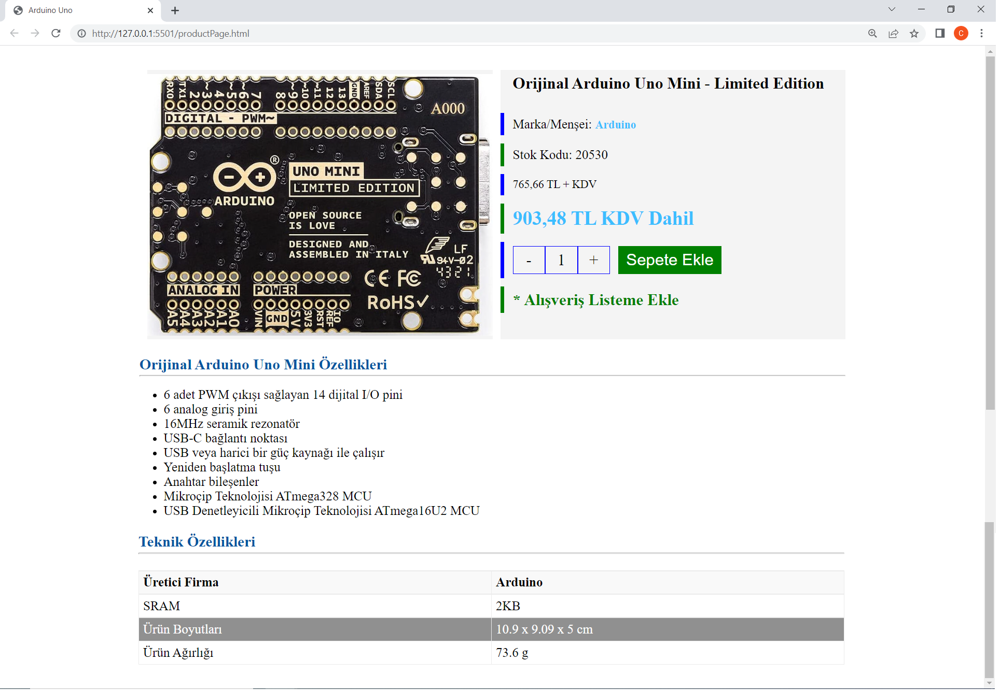 Arduino Uno
http://127.0.0.1:5501/productPage.html
C
RX0 TX1 2 ~3 4 ~5 ~6 7 8 ~9 ~10 ~11 12 13 GND AREF SDA SCL
A000
DIGITAL - PWM~
®
UNO MINI
LIMITED EDITION
ARDUINO
OPEN SOURCE
IS LOVE
DESIGNED AND
ASSEMBLED IN ITALY
LF
94V-02
4321
CE FC
ANALOG IN
POWER
RoHS✓
A5 A4 A3 A2 A1 A0 VIN GND 5V 3V3 RST IO REF
Orijinal Arduino Uno Mini - Limited Edition
Marka/Menşei: Arduino
Stok Kodu: 20530
765,66 TL + KDV
903,48 TL KDV Dahil
- 1 + Sepete Ekle
* Alışveriş Listeme Ekle
Orijinal Arduino Uno Mini Özellikleri
• 6 adet PWM çıkışı sağlayan 14 dijital I/O pini
• 6 analog giriş pini
• 16MHz seramik rezonatör
• USB-C bağlantı noktası
• USB veya harici bir güç kaynağı ile çalışır
• Yeniden başlatma tuşu
• Anahtar bileşenler
• Mikroçip Teknolojisi ATmega328 MCU
• USB Denetleyicili Mikroçip Teknolojisi ATmega16U2 MCU
Teknik Özellikleri
Üretici Firma Arduino
SRAM 2KB
Ürün Boyutları 10.9 x 9.09 x 5 cm
Ürün Ağırlığı 73.6 g